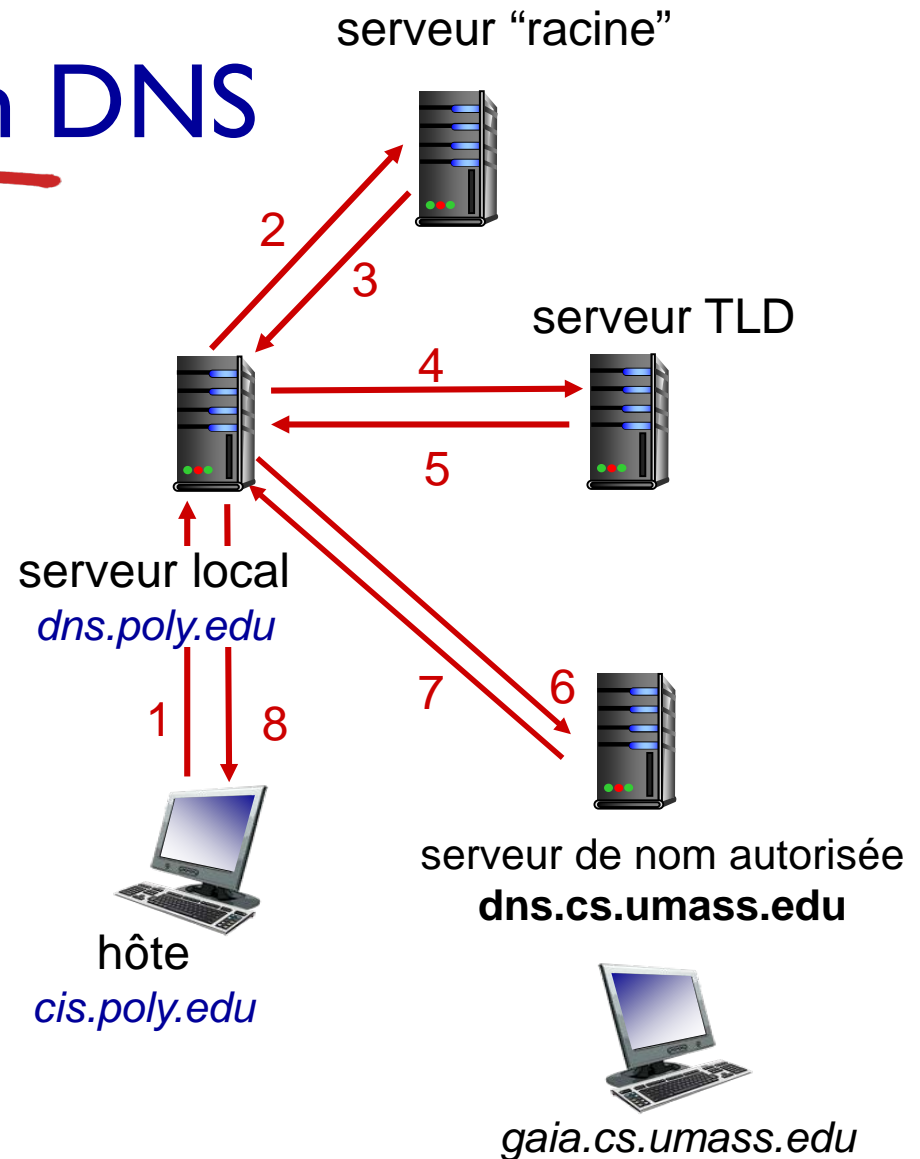 serveur “racine”
n DNS
2
3
serveur TLD
4
5
serveur local
dns.poly.edu
1
8
7
6
serveur de nom autorisée
dns.cs.umass.edu
hôte
cis.poly.edu
gaia.cs.umass.edu